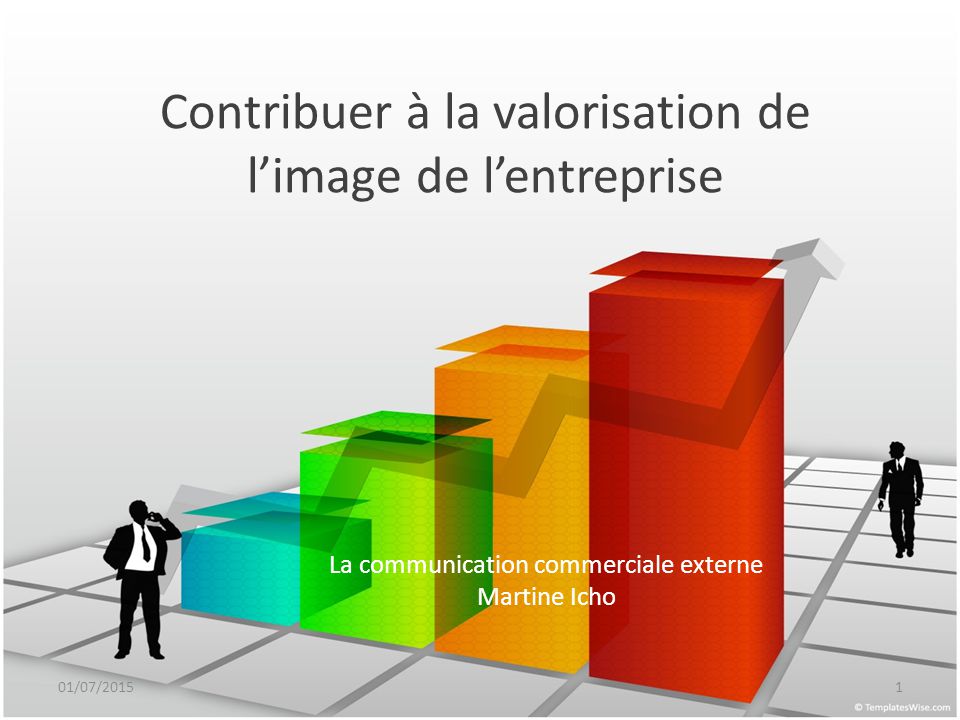 Contribuer à la valorisation de
l’image de l’entreprise
La communication commerciale externe
Martine Icho
01/07/2015
1
© TemplatesWise.com